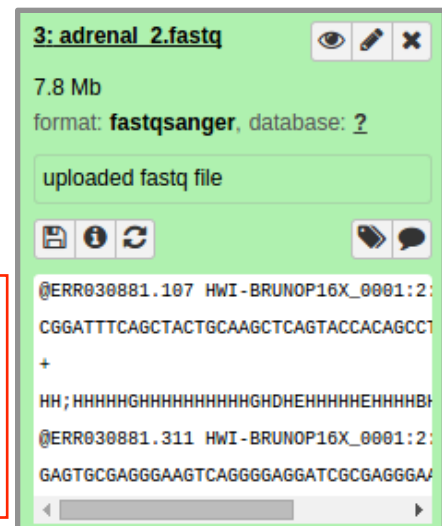 3: adrenal_2.fastq
7.8 Mb
format: fastqsanger, database: ?
uploaded fastq file
@ERR030881.107 HWI-BRUNOP16X_0001:2:
CGGATTTCAGCTACTGCAAGCTCAGTACCACAGCCT
+
HH;HHHHHGHHHHHHHHHHGHDHEHHHHHEHHHHBH
@ERR030881.311 HWI-BRUNOP16X_0001:2:
GAGTGCGAGGGAAGTCAGGGGAGGATCGCGAGGGAA